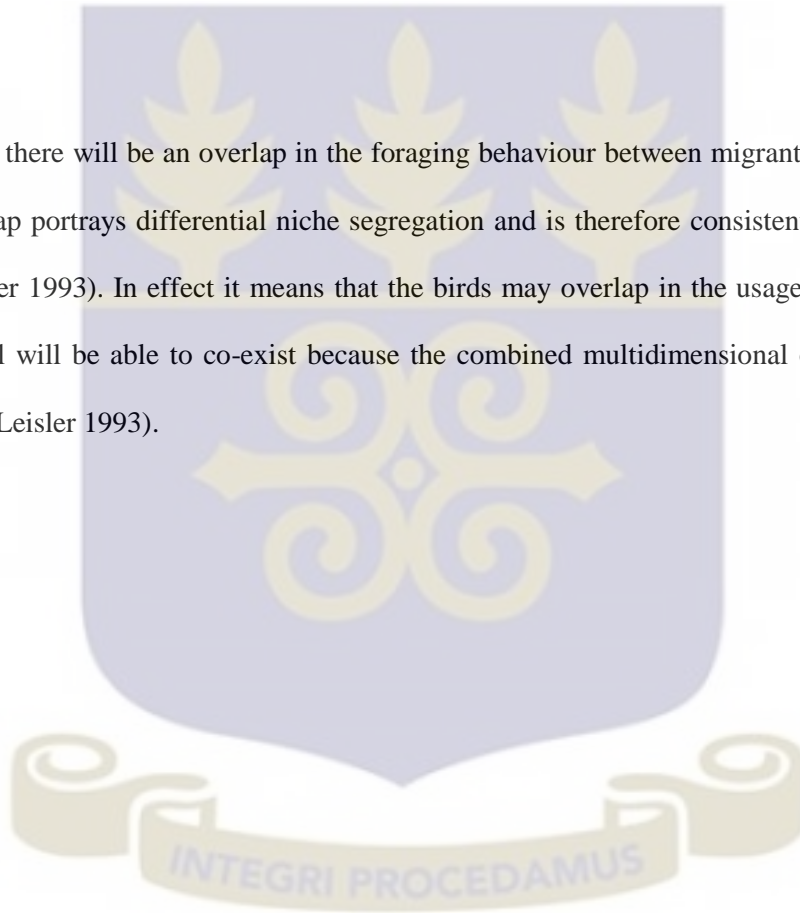 there will be an overlap in the foraging behaviour between migrant
ap portrays differential niche segregation and is therefore consisten
er 1993). In effect it means that the birds may overlap in the usage
l will be able to co-exist because the combined multidimensional
Leisler 1993).
INTEGRI PROCEDAMUS